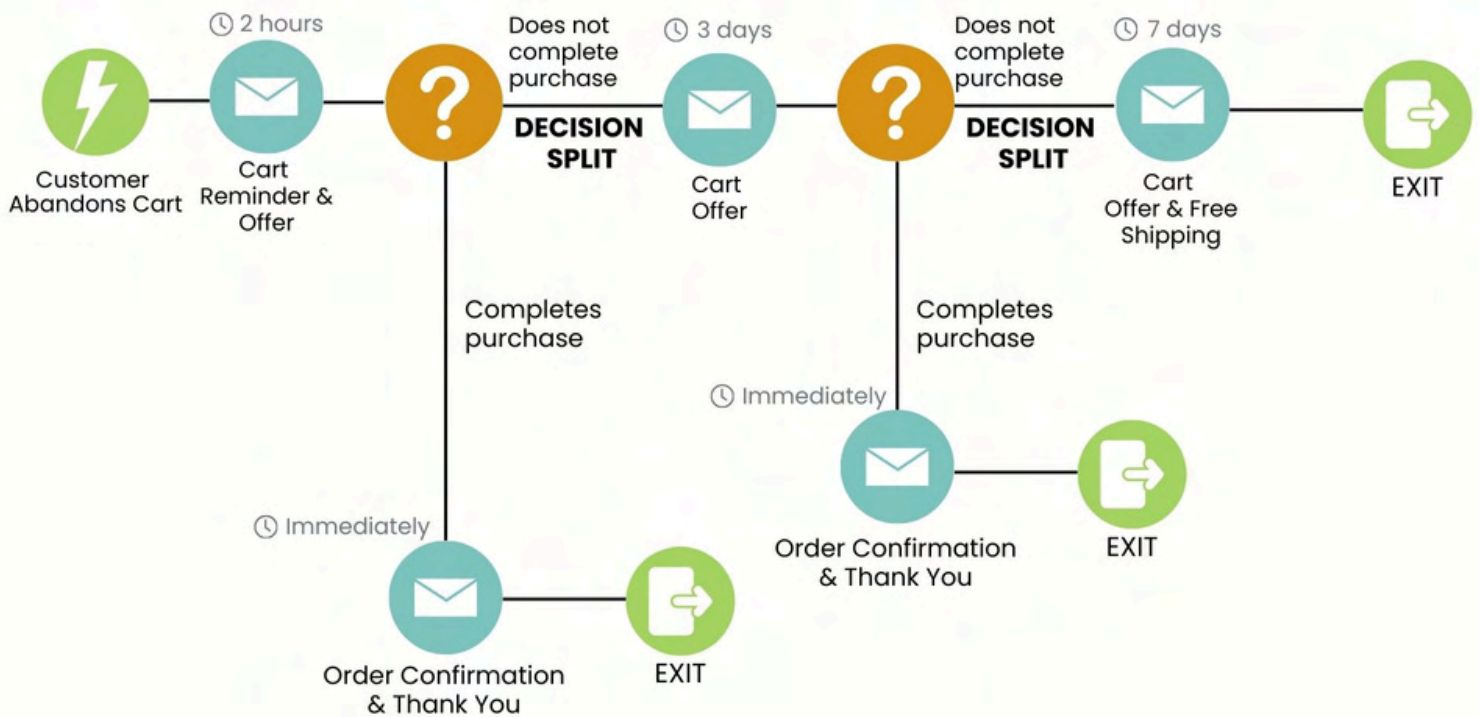 2 hours
Does not
complete
purchase
3 days
Does not
complete
purchase
7 days
DECISION
SPLIT
DECISION
SPLIT
Customer
Abandons Cart
Cart
Reminder &
Offer
Cart
Offer
Cart
Offer & Free
Shipping
EXIT
Completes
purchase
Completes
purchase
Immediately
Order Confirmation
& Thank You
EXIT
Immediately
Order Confirmation
& Thank You
EXIT